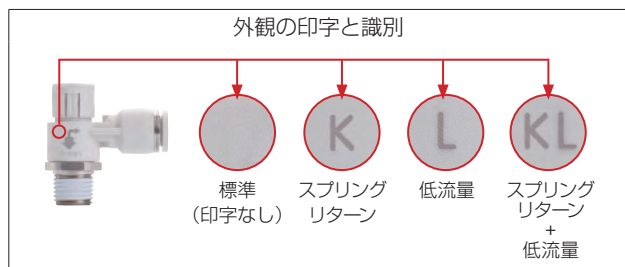 外観の印字と識別
K
L
KL
標準
（印字なし）
スプリング
リターン
低流量
スプリング
リターン
+
低流量